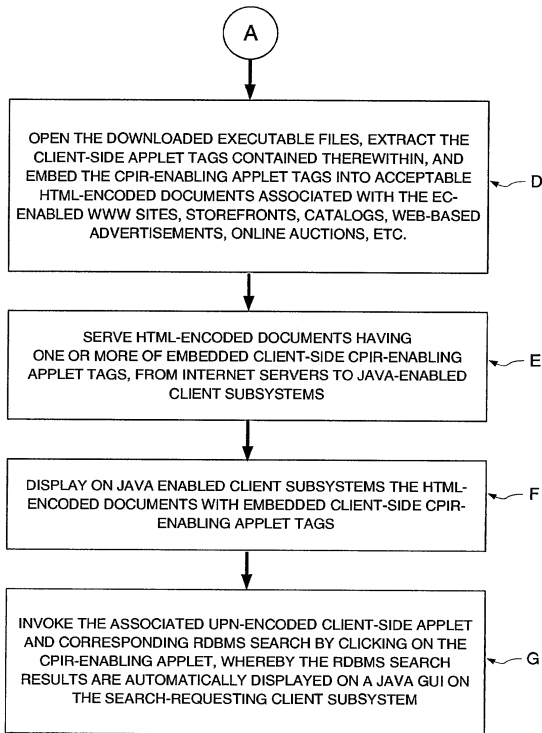 A
OPEN THE DOWNLOADED EXECUTABLE FILES, EXTRACT THE
CLIENT-SIDE APPLET TAGS CONTAINED THEREWITHIN, AND
EMBED THE CPIR-ENABLING APPLET TAGS INTO ACCEPTABLE
HTML-ENCODED DOCUMENTS ASSOCIATED WITH THE EC-
ENABLED WWW SITES, STOREFRONTS, CATALOGS, WEB-BASED
ADVERTISEMENTS, ONLINE AUCTIONS, ETC.
D
SERVE HTML-ENCODED DOCUMENTS HAVING
ONE OR MORE OF EMBEDDED CLIENT-SIDE CPIR-ENABLING
APPLET TAGS, FROM INTERNET SERVERS TO JAVA-ENABLED
CLIENT SUBSYSTEMS
E
DISPLAY ON JAVA ENABLED CLIENT SUBSYSTEMS THE HTML-
ENCODED DOCUMENTS WITH EMBEDDED CLIENT-SIDE CPIR-
ENABLING APPLET TAGS
F
INVOKE THE ASSOCIATED UPN-ENCODED CLIENT-SIDE APPLET
AND CORRESPONDING RDBMS SEARCH BY CLICKING ON THE
CPIR-ENABLING APPLET, WHEREBY THE RDBMS SEARCH
RESULTS ARE AUTOMATICALLY DISPLAYED ON A JAVA GUI ON
THE SEARCH-REQUESTING CLIENT SUBSYSTEM
G